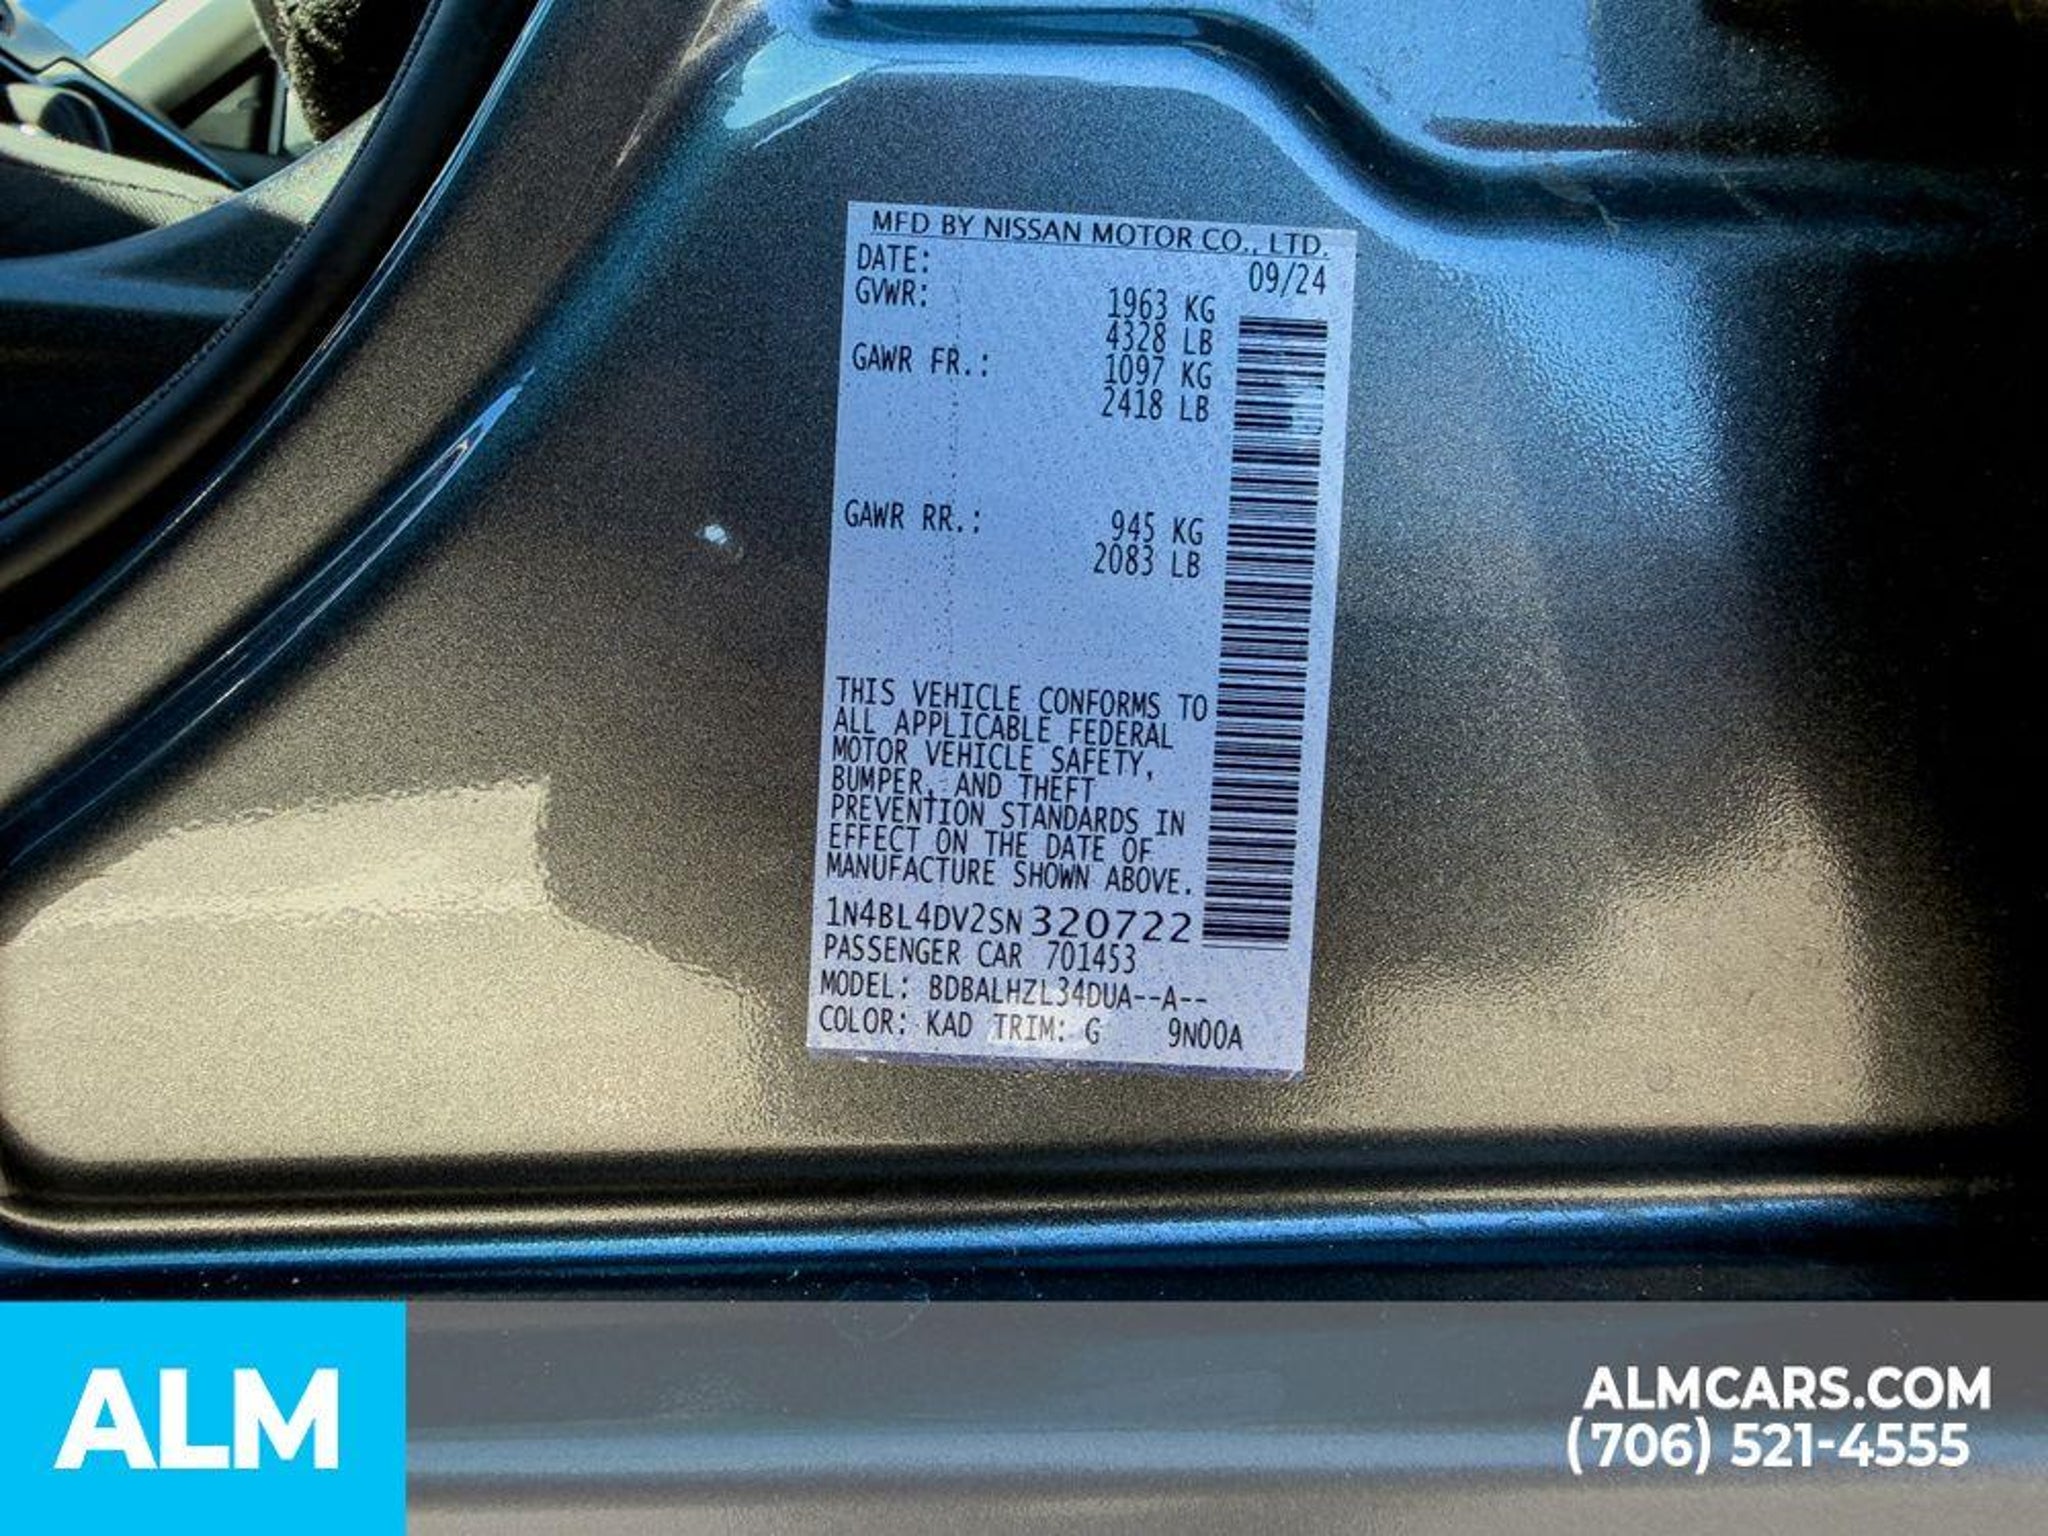 MFD BY NISSAN MOTOR CO., LTD.
DATE: 09/24
GVWR: 1963 KG
4328 LB
GAWR FR.: 1097 KG
2418 LB
GAWR RR.: 945 KG
2083 LB
THIS VEHICLE CONFORMS TO
ALL APPLICABLE FEDERAL
MOTOR VEHICLE SAFETY,
BUMPER, AND THEFT
PREVENTION STANDARDS IN
EFFECT ON THE DATE OF
MANUFACTURE SHOWN ABOVE.
1N4BL4DV2SN320722
PASSENGER CAR 701453
MODEL: BDBALHZL34DUA--A--
COLOR: KAD TRIM: G 9N00A
ALM
ALMCARS.COM
(706) 521-4555